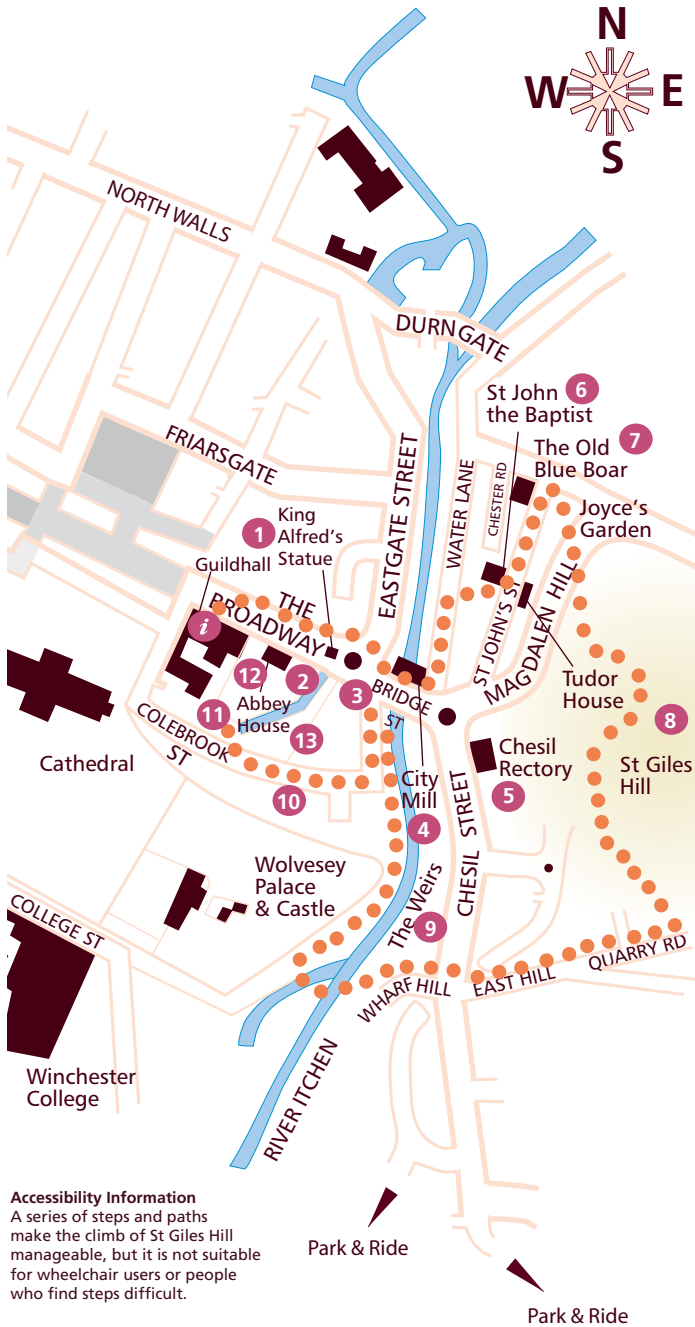 N
W
E
S
NORTH WALLS
DURNGATE
St John
the Baptist
6
The Old
Blue Boar
7
FRIARSGATE
EASTGATE STREET
WATER LANE
CHESTER RD
Joyce's
Garden
1
King
Alfred's
Statue
Guildhall
i
THE
BROADWAY
ST JOHN'S ST
MAGDALEN HILL
Tudor
House
12
2
Abbey
House
3
BRIDGE
ST
11
13
8
St Giles
Hill
COLEBROOK
ST
Cathedral
10
City
Mill
4
Chesil
Rectory
5
CHESIL STREET
Wolvesey
Palace
& Castle
The Weirs
9
COLLEGE ST
WHARF HILL
EAST HILL
QUARRY RD
Winchester
College
RIVER ITCHEN
Accessibility Information
A series of steps and paths
make the climb of St Giles Hill
manageable, but it is not suitable
for wheelchair users or people
who find steps difficult.
Park & Ride
Park & Ride